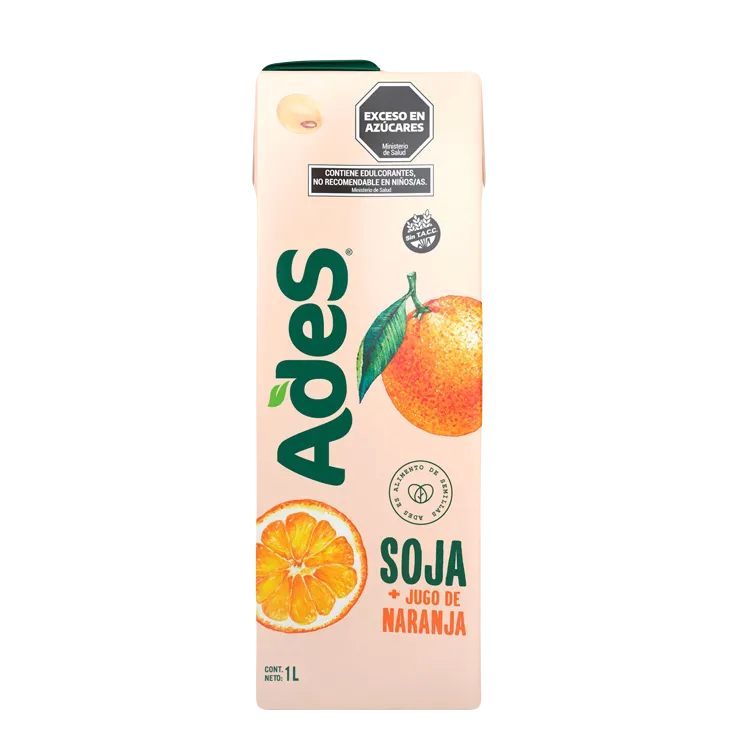 EXCESO EN
AZÚCARES
Ministerio
de Salud
CONTIENE EDULCORANTES,
NO RECOMENDABLE EN NIÑOS/AS.
Ministerio de Salud
Sin T.A.C.C.
AdeS®
ADES ES ALIMENTO DE SEMILLAS
SOJA
+ JUGO DE
NARANJA
CONT.
NETO: 1L